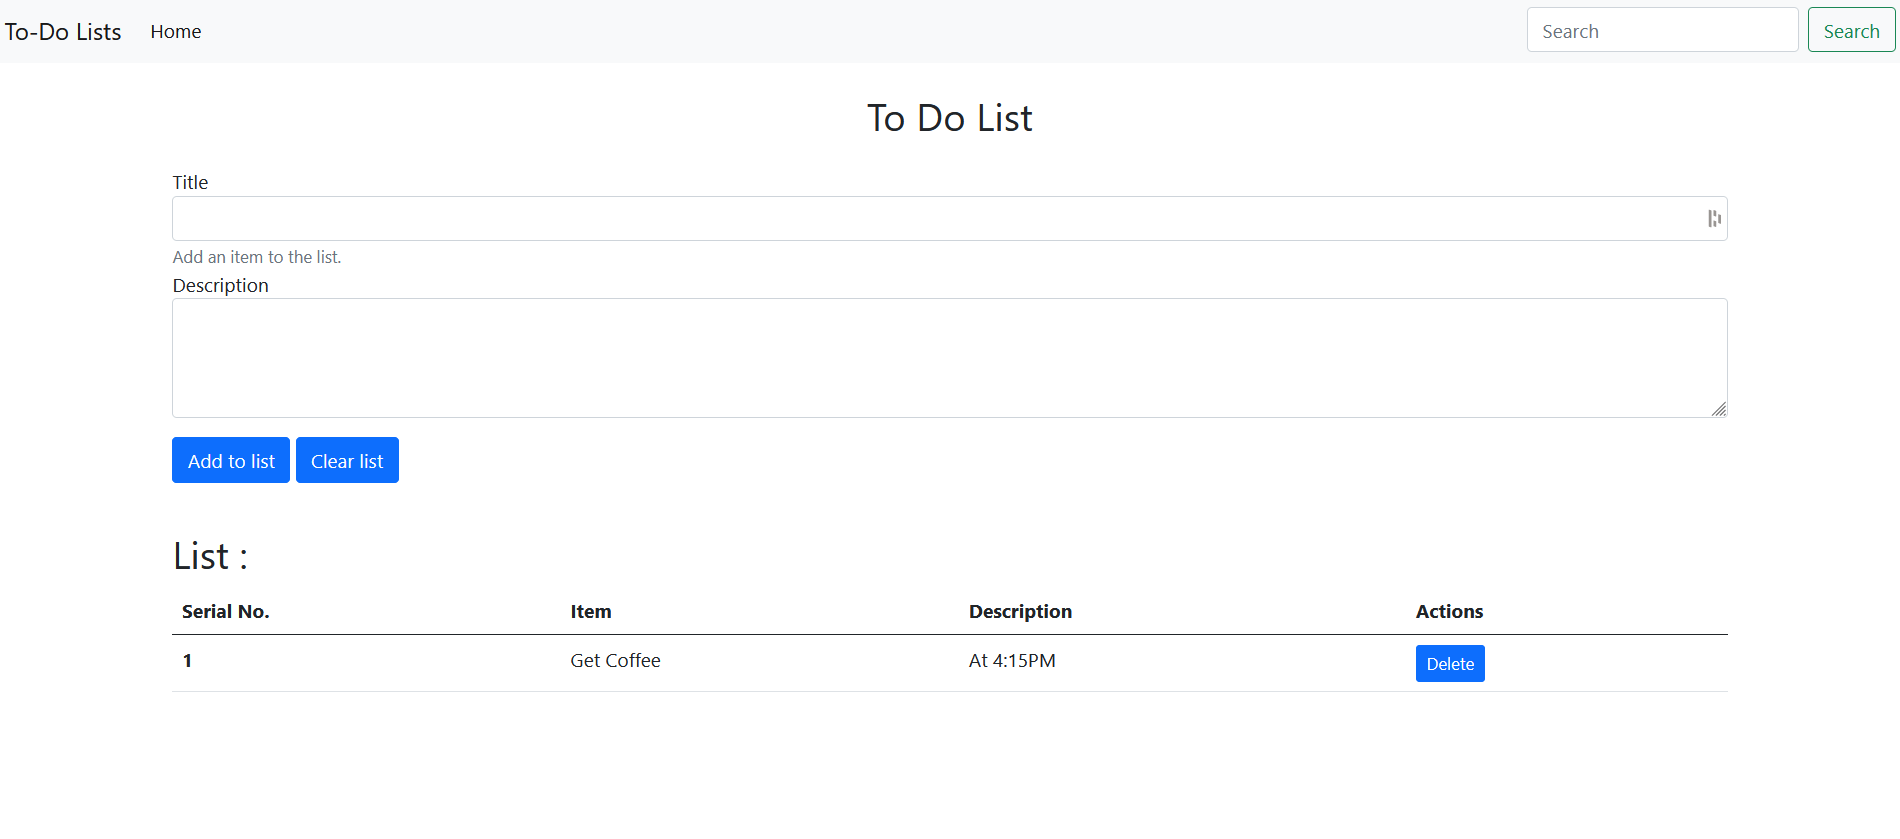 To-Do Lists Home Search Search
To Do List
Title
Add an item to the list.
Description
Add to list Clear list
List :
Serial No. Item Description Actions
1 Get Coffee At 4:15PM Delete